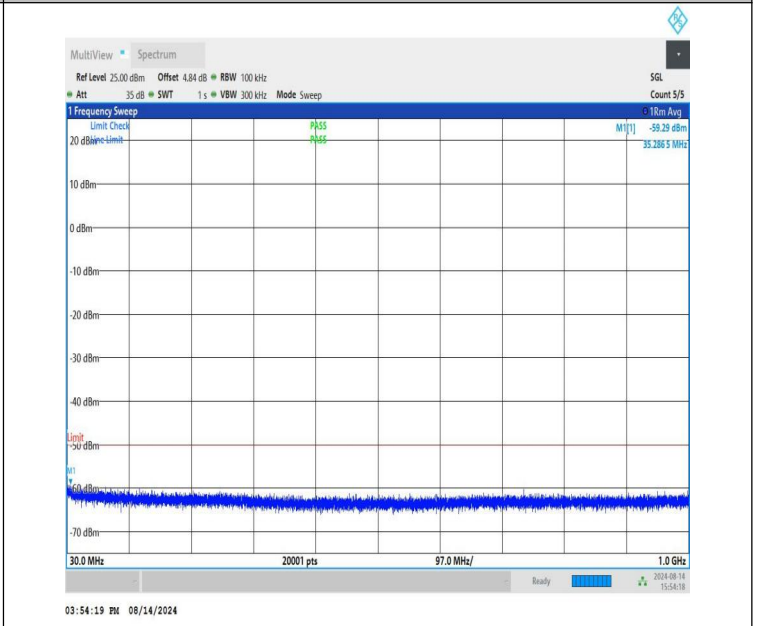 MultiView Spectrum
Ref Level 25.00 dBm Offset 4.84 dB RBW 100 kHz SGL
Att 35 dB SWT 1 s VBW 300 kHz Mode Sweep Count 5/5
1 Frequency Sweep 1Rm Avg
Limit Check PASS M1[1] -59.29 dBm
20 dBm Line Limit PASS 35.286 5 MHz
10 dBm
0 dBm
-10 dBm
-20 dBm
-30 dBm
-40 dBm
Limit
-50 dBm
M1
-60 dBm
-70 dBm
30.0 MHz 20001 pts 97.0 MHz/ 1.0 GHz
Ready 2024-08-14
15:54:18
03:54:19 PM 08/14/2024